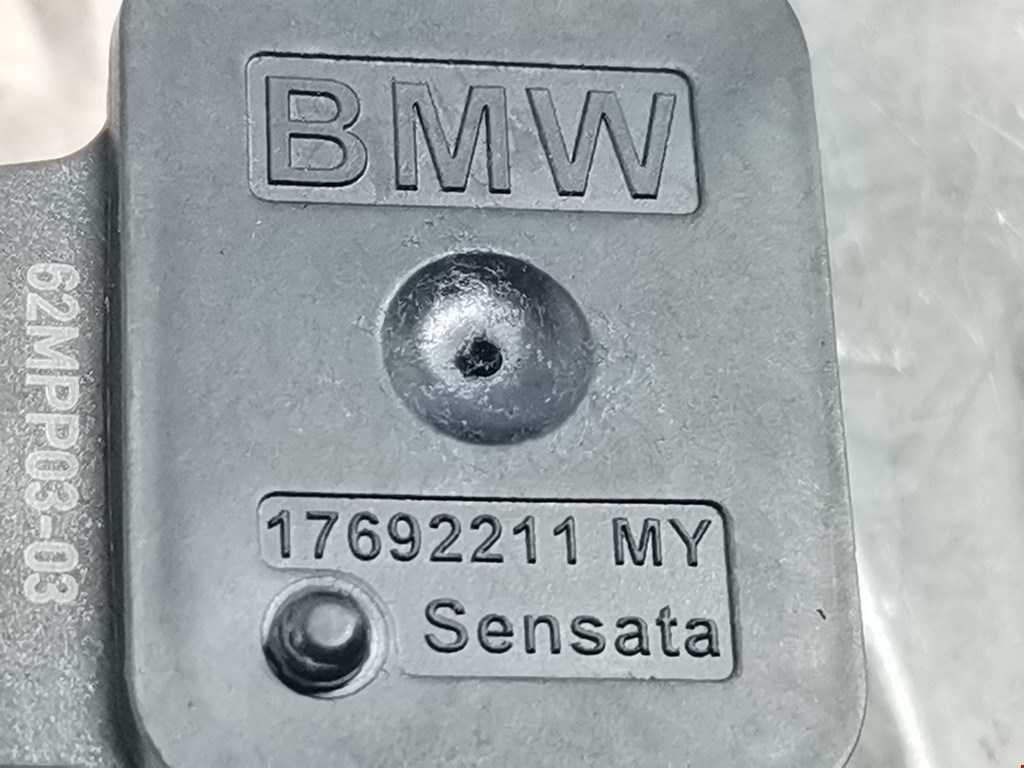 BMW
62MPP03-03
17692211 MY
Sensata